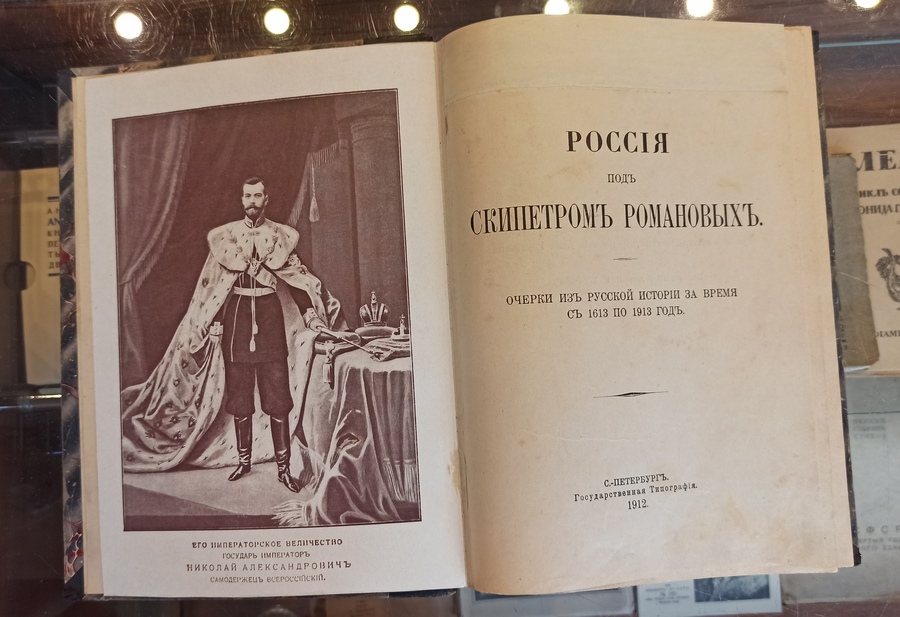 ЕГО ИМПЕРАТОРСКОЕ ВЕЛИЧЕСТВО
ГОСУДАРЬ ИМПЕРАТОРЪ
НИКОЛАЙ АЛЕКСАНДРОВИЧЪ
САМОДЕРЖЕЦЪ ВСЕРОССІЙСКІЙ.
РОССІЯ
ПОДЪ
СКИПЕТРОМЪ РОМАНОВЫХЪ.
ОЧЕРКИ ИЗЪ РУССКОЙ ИСТОРІИ ЗА ВРЕМЯ
СЪ 1613 ПО 1913 ГОДЪ.
С.-ПЕТЕРБУРГЪ.
Государственная Типографія.
1912.